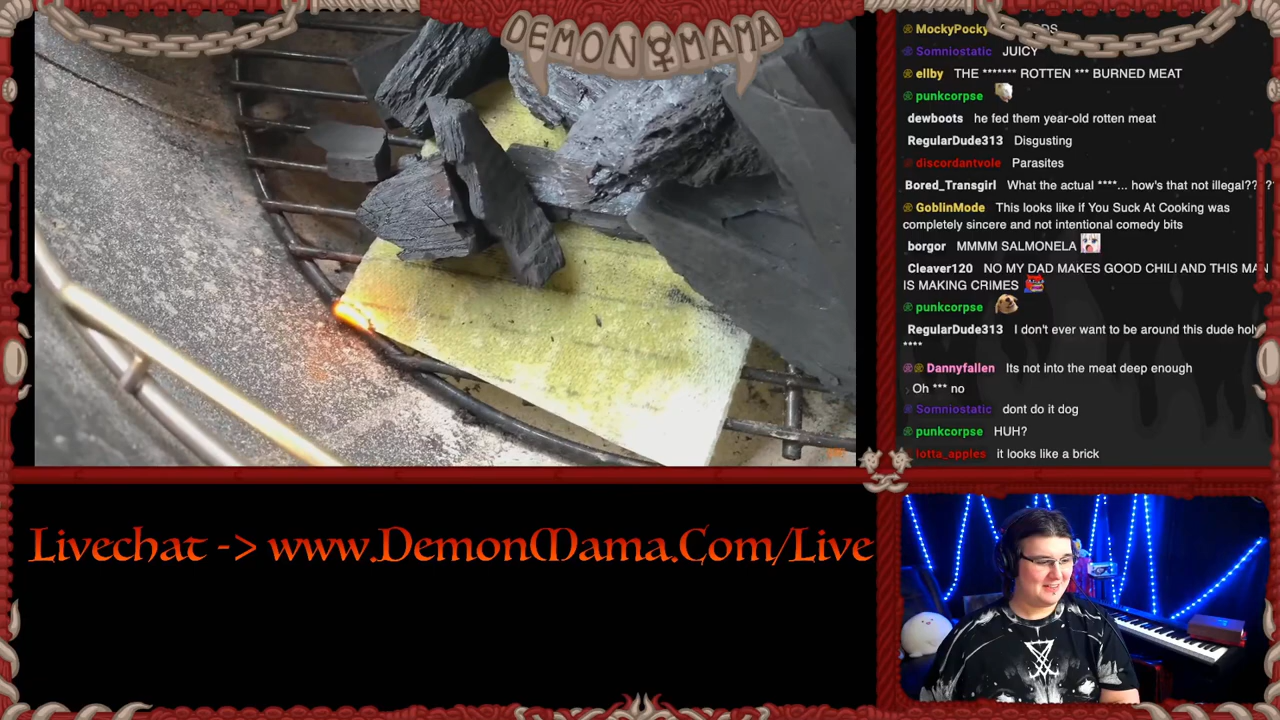 DEMON MAMA
MockyPocky
Somniostatic JUICY
ellby THE ******* ROTTEN *** BURNED MEAT
punkcorpse
dewboots he fed them year-old rotten meat
RegularDude313 Disgusting
discordantvole Parasites
Bored_Transgirl What the actual ****... how's that not illegal???
GoblinMode This looks like if You Suck At Cooking was
completely sincere and not intentional comedy bits
borgor MMMM SALMONELA
Cleaver120 NO MY DAD MAKES GOOD CHILI AND THIS MAN
IS MAKING CRIMES
punkcorpse
RegularDude313 I don't ever want to be around this dude holy
****
Dannyfallen Its not into the meat deep enough
Oh *** no
Somniostatic dont do it dog
punkcorpse HUH?
lotta_apples it looks like a brick
Livechat -> www.DemonMama.Com/Live